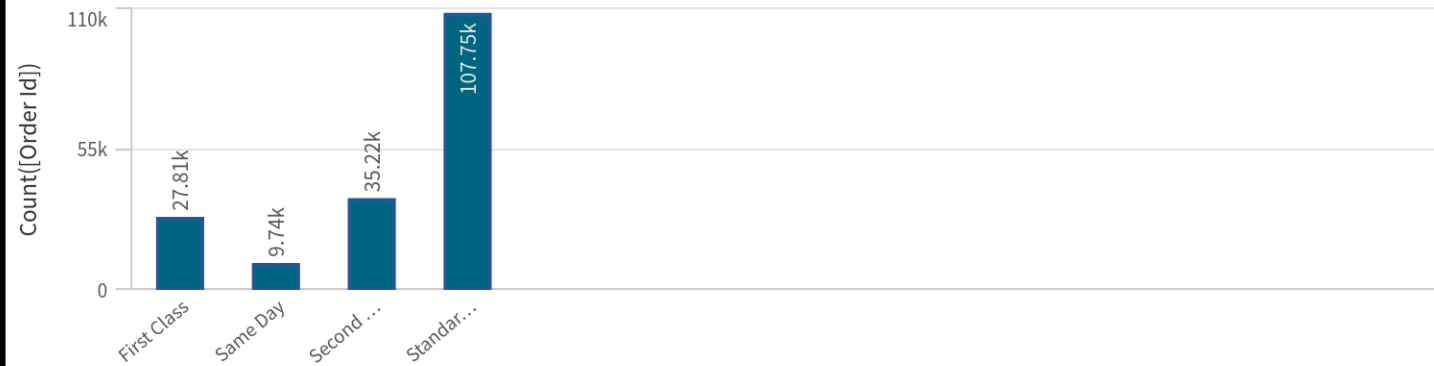 Count([Order Id])
110k
55k
0
27.81k
9.74k
35.22k
107.75k
First Class
Same Day
Second ...
Standar...